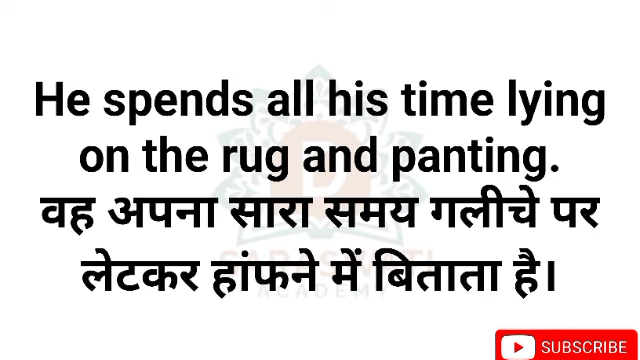 He spends all his time lying
on the rug and panting.
वह अपना सारा समय गलीचे पर
लेटकर हांफने में बिताता है।
ACADEMY
SUBSCRIBE